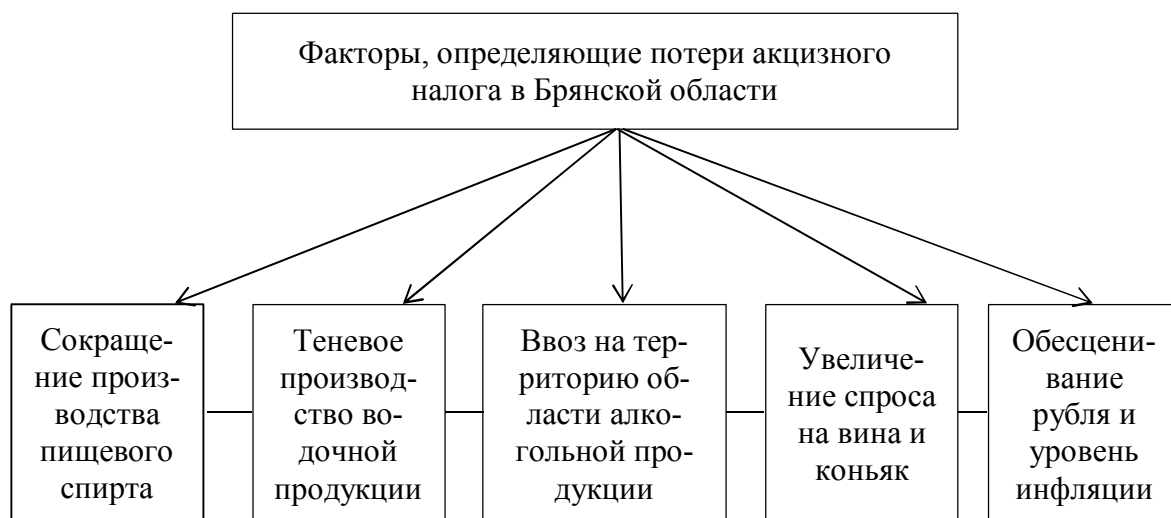 Факторы, определяющие потери акцизного
налога в Брянской области
Сокраще-
ние произ-
водства
пищевого
спирта
Теневое
производ-
ство во-
дочной
продукции
Ввоз на тер-
риторию об-
ласти алко-
гольной про-
дукции
Увеличе-
ние спроса
на вина и
коньяк
Обесцени-
вание
рубля и
уровень
инфляции